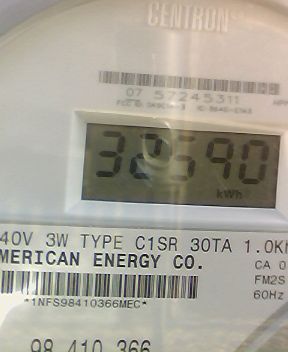 CENTRON
07 57245311
32590
kWh
40V 3W TYPE C1SR 30TA 1.0K
MERICAN ENERGY CO.
CA 0
FM2S
60Hz
*1NFS98410366MEC*
98 410 366